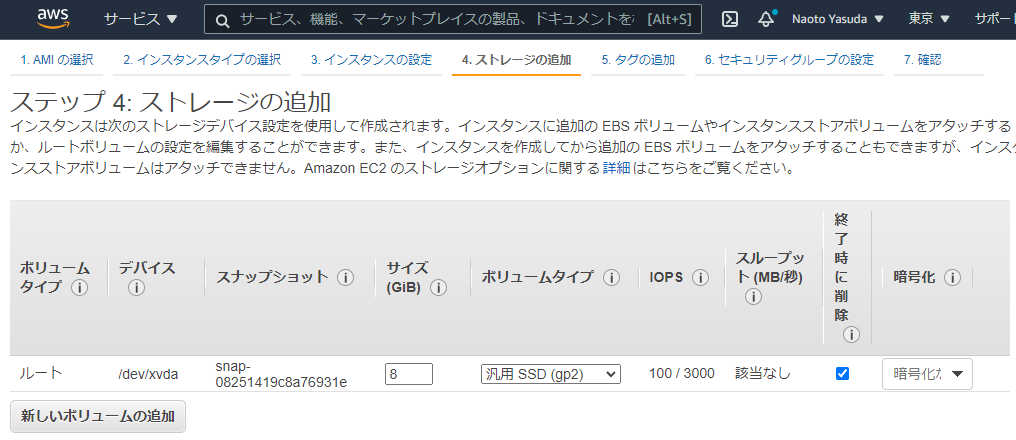 aws サービス サービス、機能、マーケットプレイスの製品、ドキュメントを [Alt+S] Naoto Yasuda 東京 サポー
1. AMI の選択 2. インスタンスタイプの選択 3. インスタンスの設定 4. ストレージの追加 5. タグの追加 6. セキュリティグループの設定 7. 確認
ステップ 4: ストレージの追加
インスタンスは次のストレージデバイス設定を使用して作成されます。インスタンスに追加の EBS ボリュームやインスタンスストアボリュームをアタッチする
か、ルートボリュームの設定を編集することができます。また、インスタンスを作成してから追加の EBS ボリュームをアタッチすることもできますが、インスタ
ンスストアボリュームはアタッチできません。Amazon EC2 のストレージオプションに関する 詳細 はこちらをご覧ください。
ボリューム
タイプ
デバイス
スナップショット
サイズ
(GiB)
ボリュームタイプ
IOPS
スループッ
ト (MB/秒)
終
了
時
に
削
除
暗号化
ルート
/dev/xvda
snap-
08251419c8a76931e
8
汎用 SSD (gp2)
100 / 3000
該当なし
暗号化な
新しいボリュームの追加